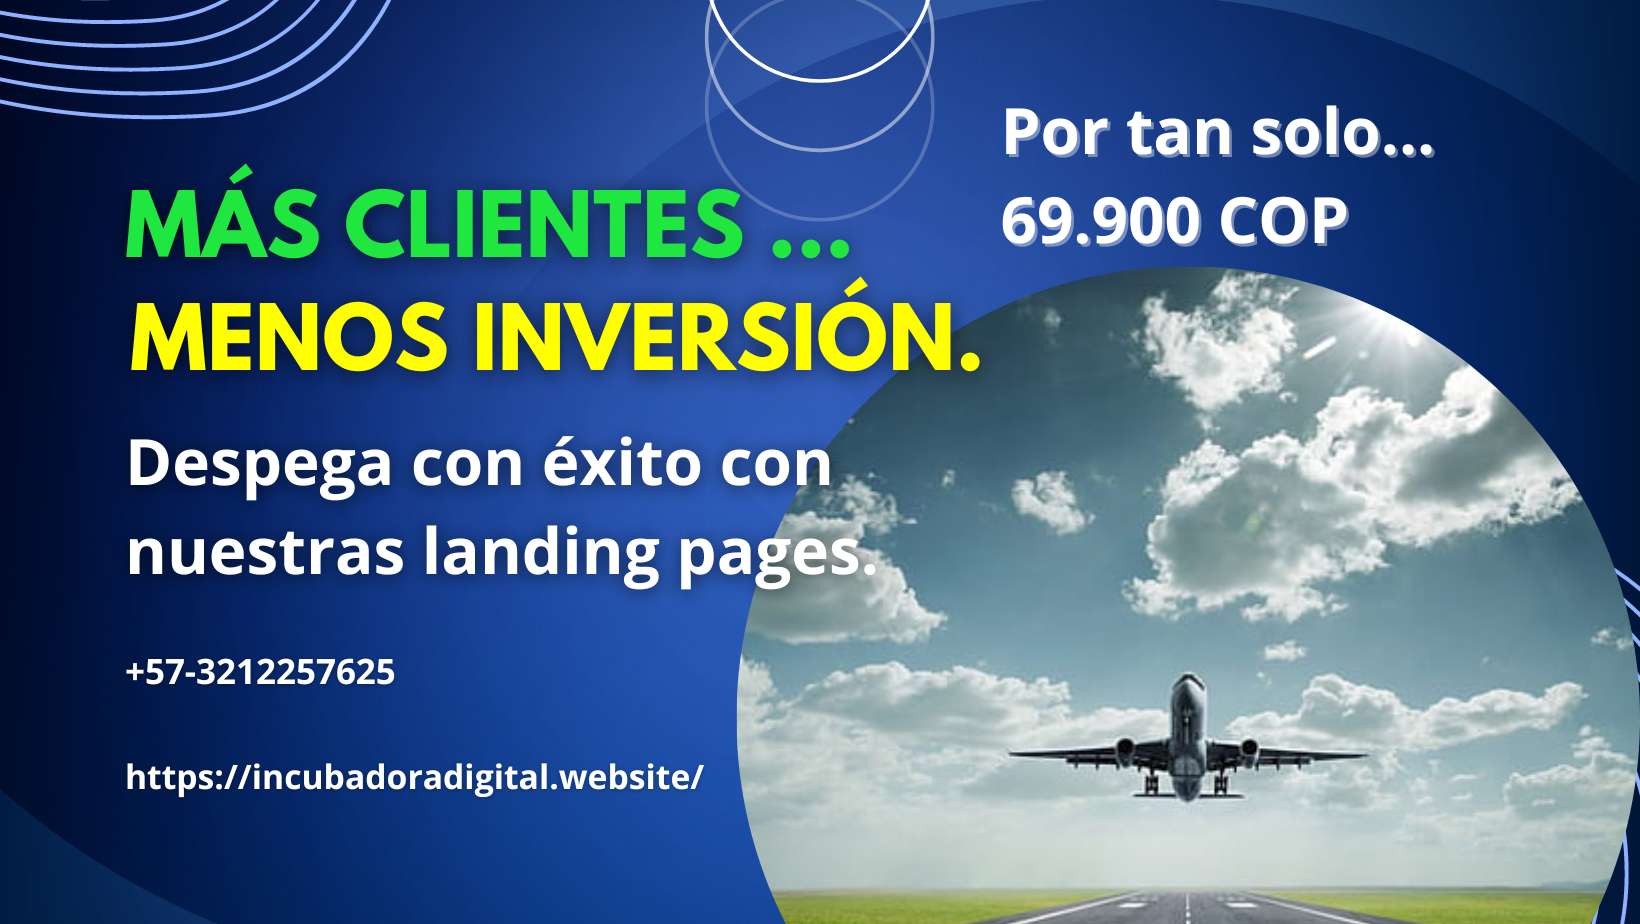 MÁS CLIENTES ...
MENOS INVERSIÓN.
Despega con éxito con
nuestras landing pages.
+57-3212257625
https://incubadoradigital.website/
Por tan solo...
69.900 COP